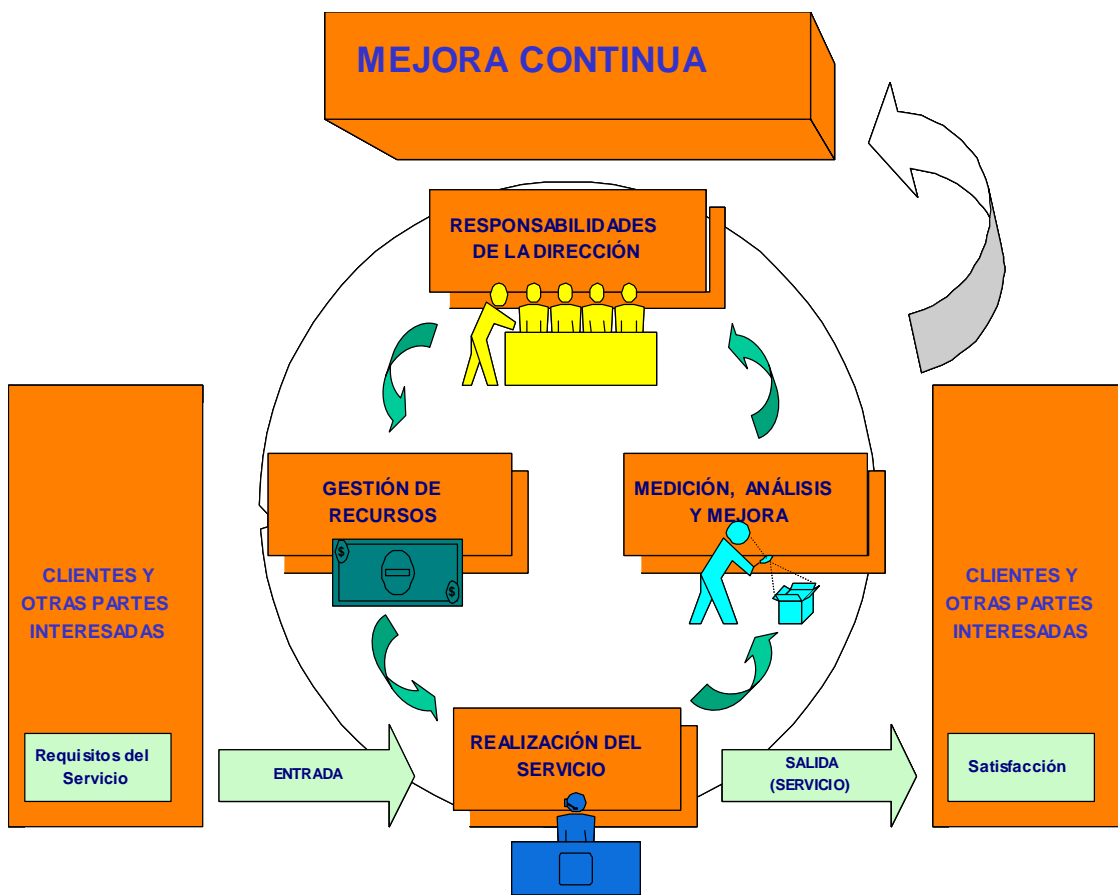 MEJORA CONTINUA
RESPONSABILIDADES
DE LA DIRECCIÓN
GESTIÓN DE
RECURSOS
MEDICIÓN, ANÁLISIS
Y MEJORA
$
$
CLIENTES Y
OTRAS PARTES
INTERESADAS
CLIENTES Y
OTRAS PARTES
INTERESADAS
Requisitos del
Servicio
ENTRADA
REALIZACIÓN DEL
SERVICIO
SALIDA
(SERVICIO)
Satisfacción